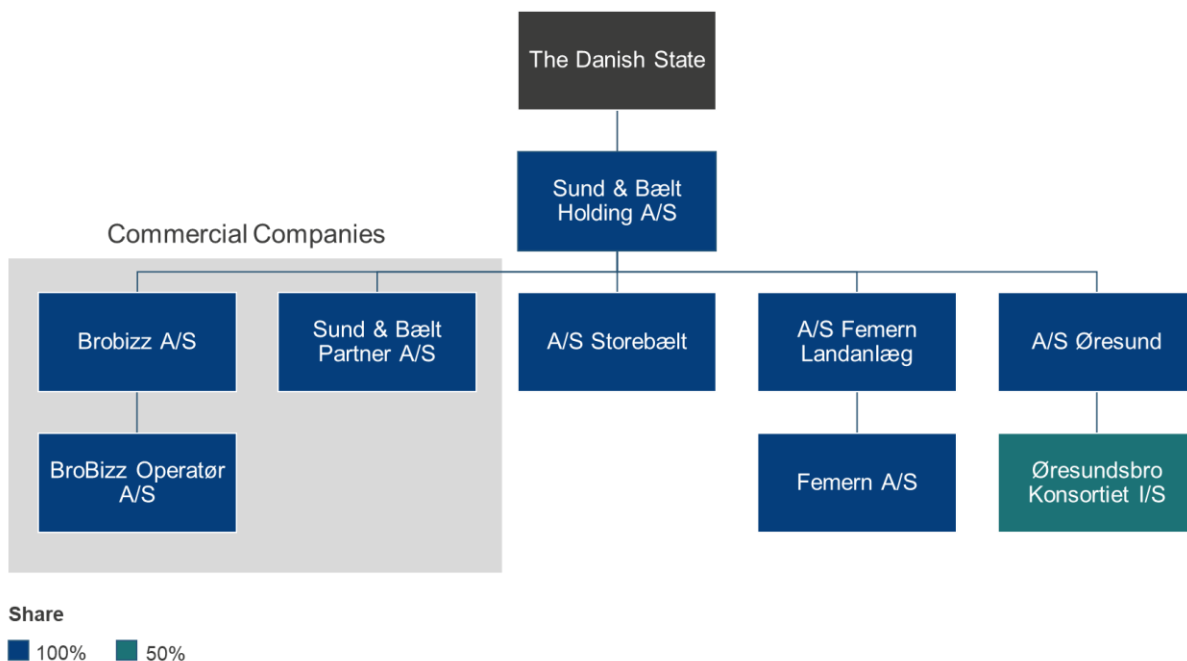 The Danish State
Sund & Bælt
Holding A/S
Commercial Companies
Brobizz A/S
Sund & Bælt
Partner A/S
A/S Storebælt
A/S Femern
Landanlæg
A/S Øresund
BroBizz Operatør
A/S
Femern A/S
Øresundsbro
Konsortiet I/S
Share
100%
50%